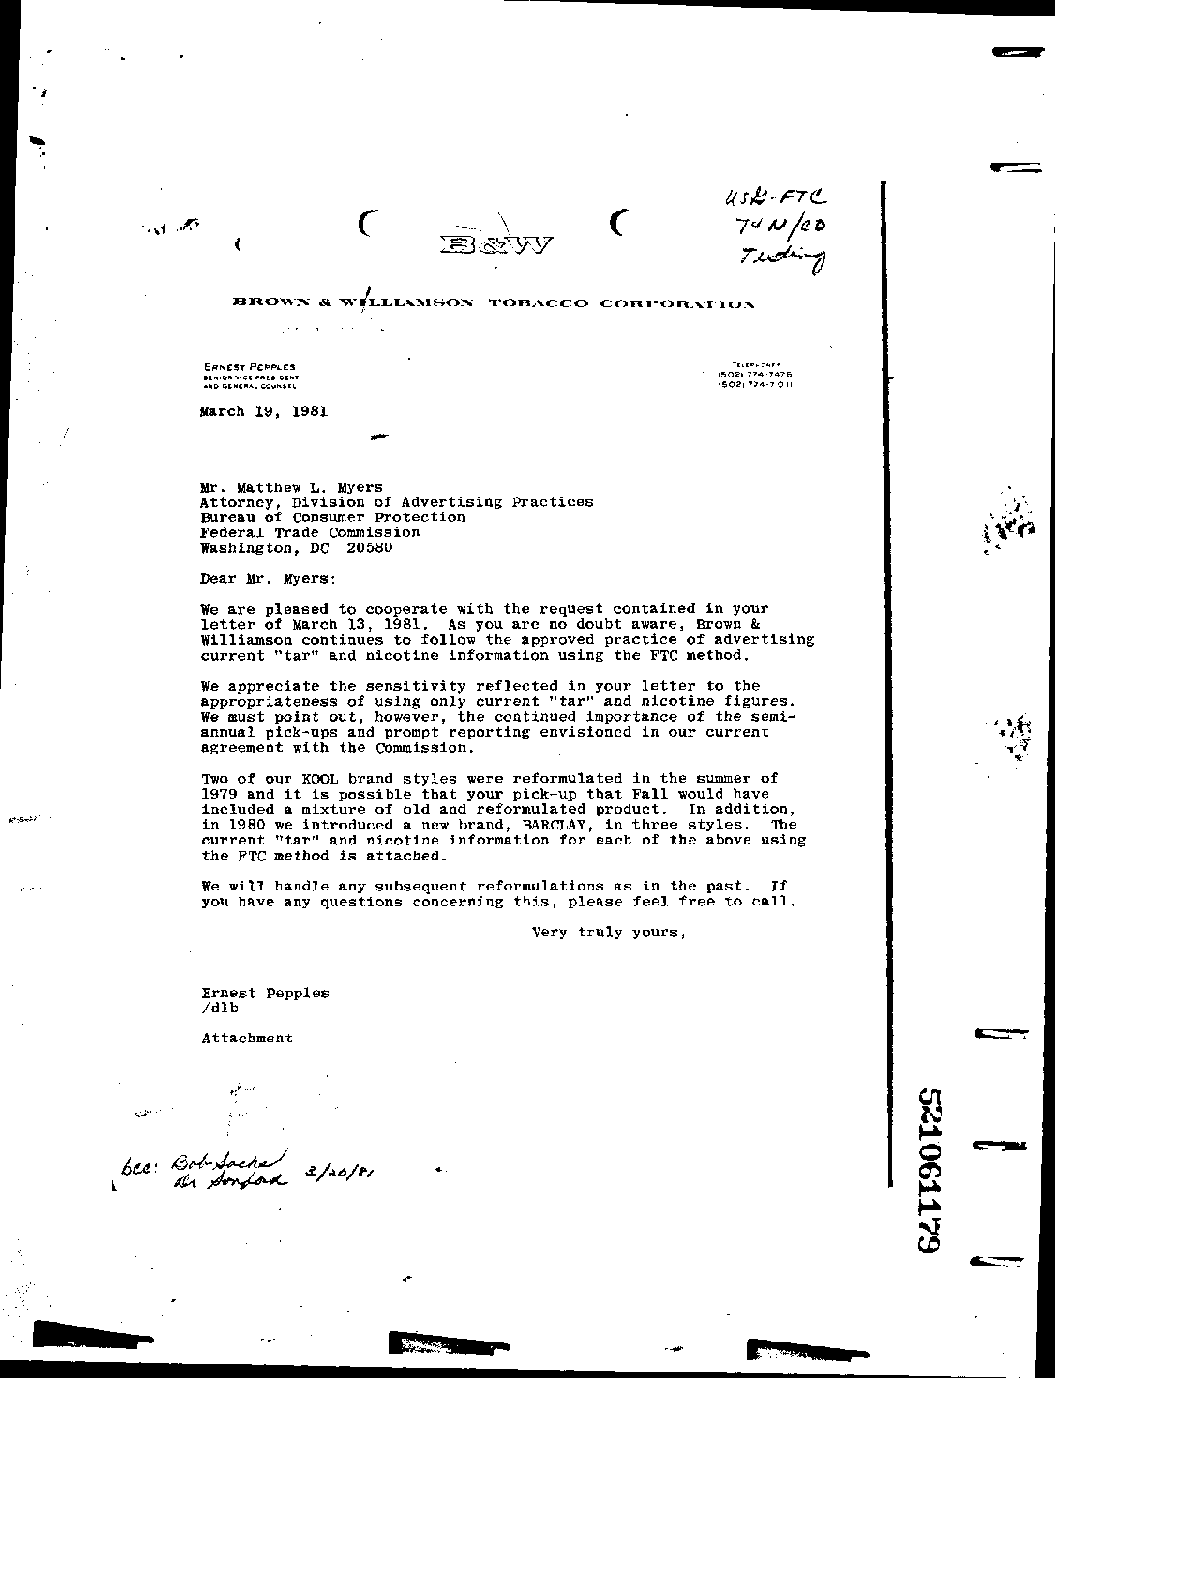 B&W
BROWN & WILLIAMSON TOBACCO CORPORATION
ERNEST PEPPLES
SENIOR VICE PRESIDENT
AND GENERAL COUNSEL
TELEPHONE
(502) 774-7475
(502) 774-7011
March 19, 1981
Mr. Matthew L. Myers
Attorney, Division of Advertising Practices
Bureau of Consumer Protection
Federal Trade Commission
Washington, DC 20580
Dear Mr. Myers:
We are pleased to cooperate with the request contained in your
letter of March 13, 1981. As you are no doubt aware, Brown &
Williamson continues to follow the approved practice of advertising
current "tar" and nicotine information using the FTC method.
We appreciate the sensitivity reflected in your letter to the
appropriateness of using only current "tar" and nicotine figures.
We must point out, however, the continued importance of the semi-
annual pick-ups and prompt reporting envisioned in our current
agreement with the Commission.
Two of our KOOL brand styles were reformulated in the summer of
1979 and it is possible that your pick-up that Fall would have
included a mixture of old and reformulated product. In addition,
in 1980 we introduced a new brand, BARCLAY, in three styles. The
current "tar" and nicotine information for each of the above using
the FTC method is attached.
We will handle any subsequent reformulations as in the past. If
you have any questions concerning this, please feel free to call.
Very truly yours,
Ernest Pepples
/dlb
Attachment
bcc: Bob
3/20/81
521061179